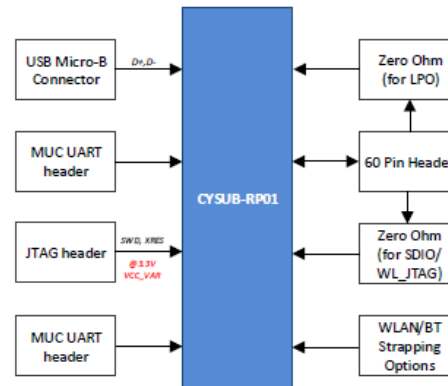 USB Micro-B
Connector
D+,D-
MUC UART
header
JTAG header
SWD, XRES
@3.3V
VCC_VAR
MUC UART
header
CYSUB-RP01
Zero Ohm
(for LPO)
60 Pin Heade
Zero Ohm
(for SDIO/
WL_JTAG)
WLAN/BT
Strapping
Options